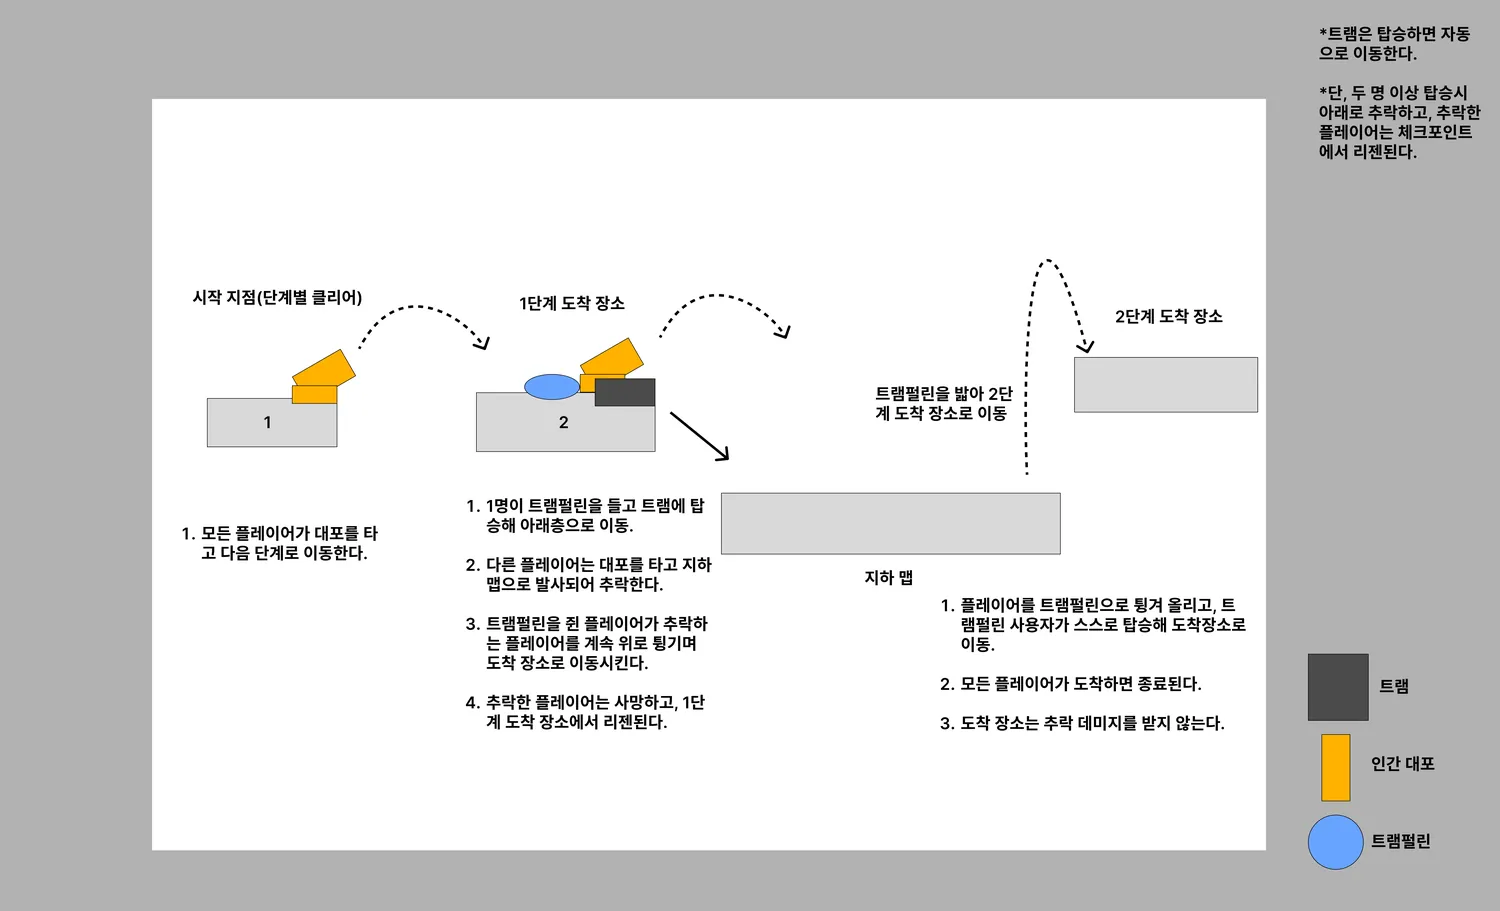 *트램은 탑승하면 자동
으로 이동한다.
*단, 두 명 이상 탑승시
아래로 추락하고, 추락한
플레이어는 체크포인트
에서 리젠된다.
시작 지점(단계별 클리어)
1단계 도착 장소
2단계 도착 장소
트램펄린을 밟아 2단
계 도착 장소로 이동
1
2
1. 모든 플레이어가 대포를 타
고 다음 단계로 이동한다.
1. 1명이 트램펄린을 들고 트램에 탑
승해 아래층으로 이동.
2. 다른 플레이어는 대포를 타고 지하
맵으로 발사되어 추락한다.
3. 트램펄린을 쥔 플레이어가 추락하
는 플레이어를 계속 위로 튕기며
도착 장소로 이동시킨다.
4. 추락한 플레이어는 사망하고, 1단
계 도착 장소에서 리젠된다.
지하 맵
1. 플레이어를 트램펄린으로 튕겨 올리고, 트
램펄린 사용자가 스스로 탑승해 도착장소로
이동.
2. 모든 플레이어가 도착하면 종료된다.
3. 도착 장소는 추락 데미지를 받지 않는다.
트램
인간 대포
트램펄린